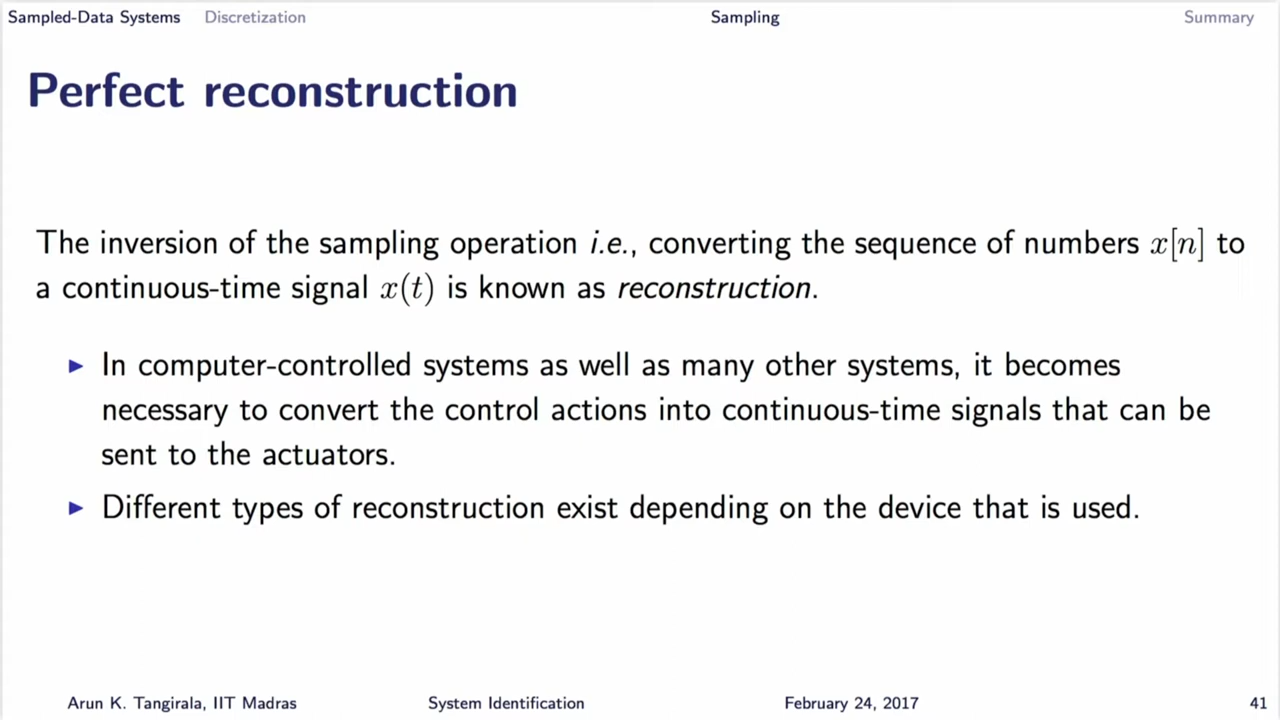 Sampled-Data Systems Discretization Sampling Summary
Perfect reconstruction
The inversion of the sampling operation i.e., converting the sequence of numbers x[n] to
a continuous-time signal x(t) is known as reconstruction.
▶ In computer-controlled systems as well as many other systems, it becomes
necessary to convert the control actions into continuous-time signals that can be
sent to the actuators.
▶ Different types of reconstruction exist depending on the device that is used.
Arun K. Tangirala, IIT Madras System Identification February 24, 2017 41